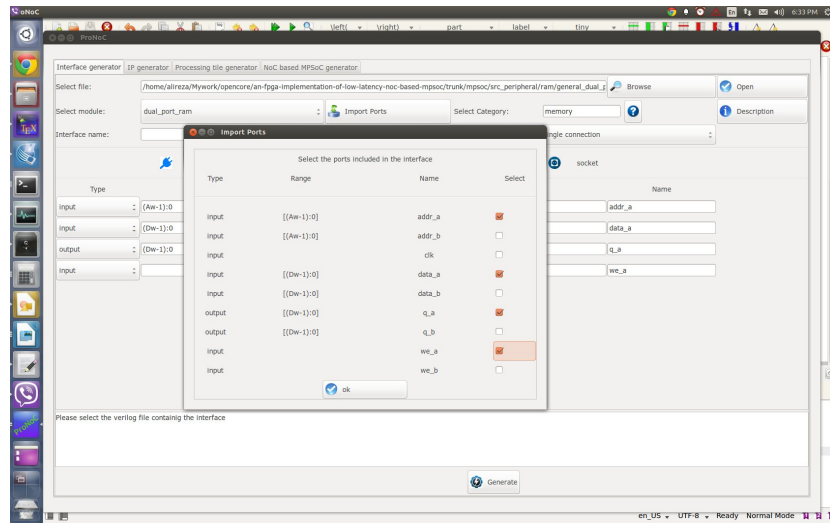 ProNoC
En
6:33 PM
\left( \right) part label tiny
ProNoC
Interface generator IP generator Processing tile generator NoC based MPSoC generator
Select file: /home/alireza/Mywork/opencore/an-fpga-implementation-of-low-latency-noc-based-mpsoc/trunk/mpsoc/src_peripheral/ram/general_dual_p Browse Open
Select module: dual_port_ram Import Ports Select Category: memory Description
Interface name: ingle connection
Import Ports
Select the ports included in the interface
socket
Type Range Name Select
Type Name
input [(Aw-1):0] addr_a
input [(Aw-1):0] addr_b
input clk
input [(Dw-1):0] data_a
input [(Dw-1):0] data_b
output [(Dw-1):0] q_a
output [(Dw-1):0] q_b
input we_a
input we_b
ok
input (Aw-1):0 addr_a
input (Dw-1):0 data_a
output (Dw-1):0 q_a
input we_a
Please select the verilog file containig the interface
Generate
en_US UTF-8 Ready Normal Mode